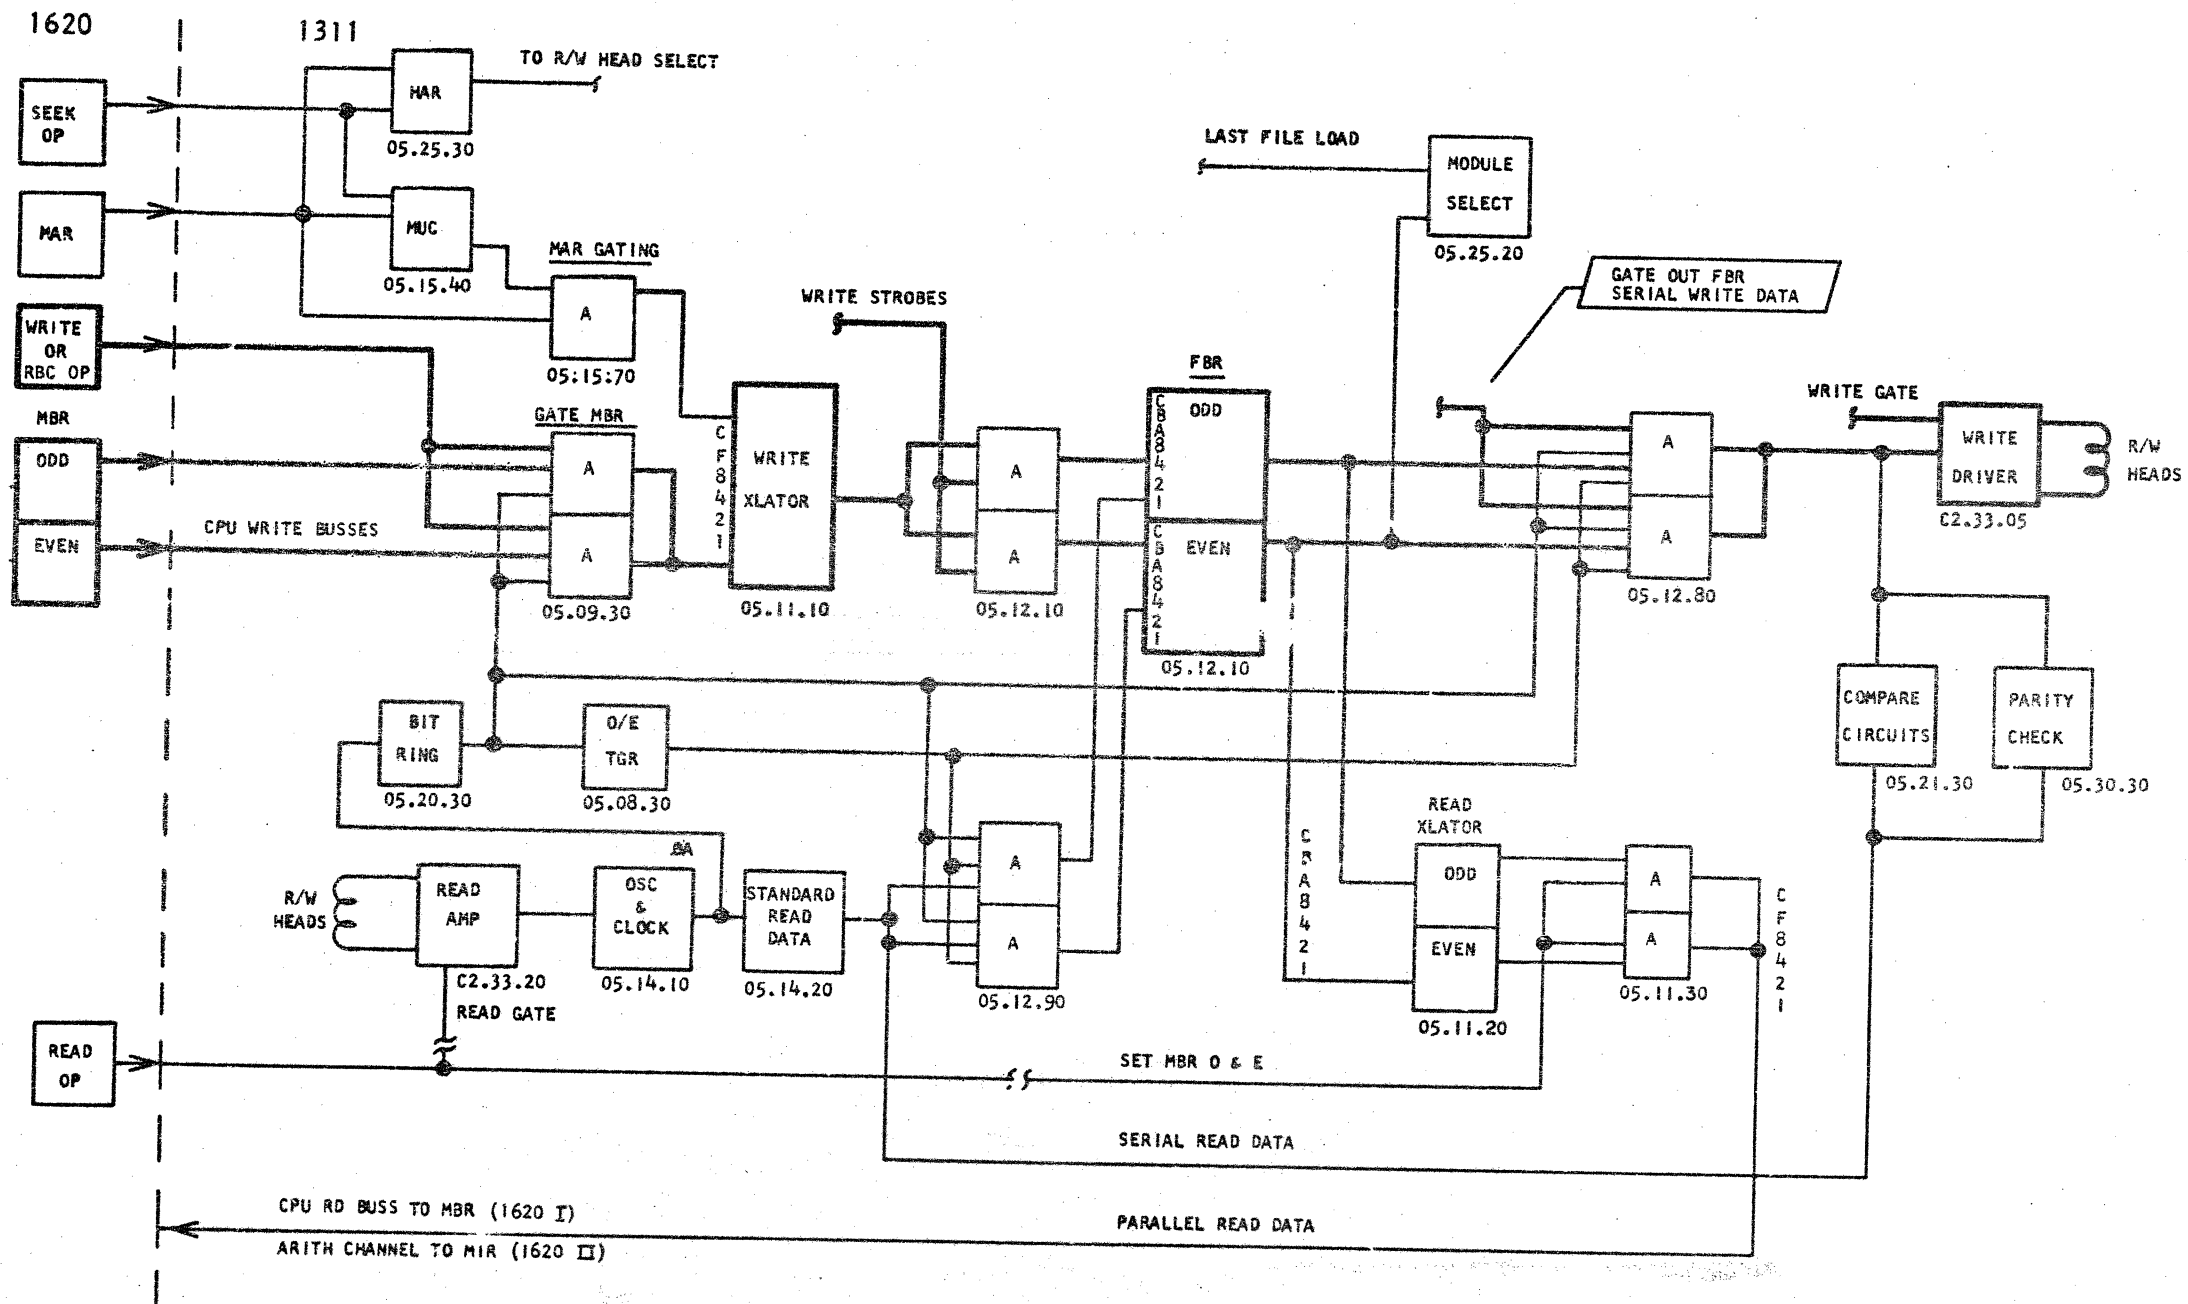 1620
1311
TO R/W HEAD SELECT
SEEK
OP
HAR
05.25.30
MAR
MUC
05.15.40
MAR GATING
A
05:15:70
LAST FILE LOAD
MODULE
SELECT
05.25.20
GATE OUT FBR
SERIAL WRITE DATA
WRITE
OR
RBC OP
WRITE STROBES
MBR
ODD
EVEN
CPU WRITE BUSSES
GATE MBR
A
A
05.09.30
C
F
8
4
2
1
WRITE
XLATOR
05.11.10
A
A
05.12.10
FBR
C
B
A
8
4
2
1
ODD
C
B
A
8
4
2
1
EVEN
05.12.10
A
A
05.12.80
WRITE GATE
WRITE
DRIVER
C2.33.05
R/W
HEADS
COMPARE
CIRCUITS
05.21.30
PARITY
CHECK
05.30.30
BIT
RING
05.20.30
O/E
TGR
05.08.30
R/W
HEADS
READ
AMP
C2.33.20
READ GATE
OSC
&
CLOCK
05.14.10
.8A
STANDARD
READ
DATA
05.14.20
A
A
05.12.90
C
B
A
8
4
2
1
READ
XLATOR
ODD
EVEN
05.11.20
A
A
05.11.30
C
F
8
4
2
1
READ
OP
SET MBR O & E
SERIAL READ DATA
CPU RD BUSS TO MBR (1620 I)
PARALLEL READ DATA
ARITH CHANNEL TO MIR (1620 II)